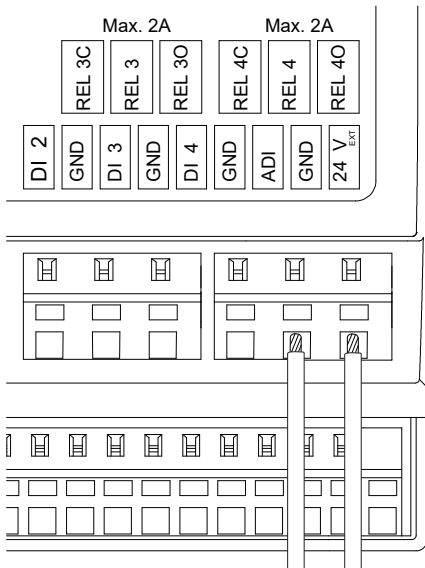 Max. 2A Max. 2A
REL 3C REL 3 REL 3O REL 4C REL 4 REL 4O
DI 2 GND DI 3 GND DI 4 GND ADI GND 24 V EXT